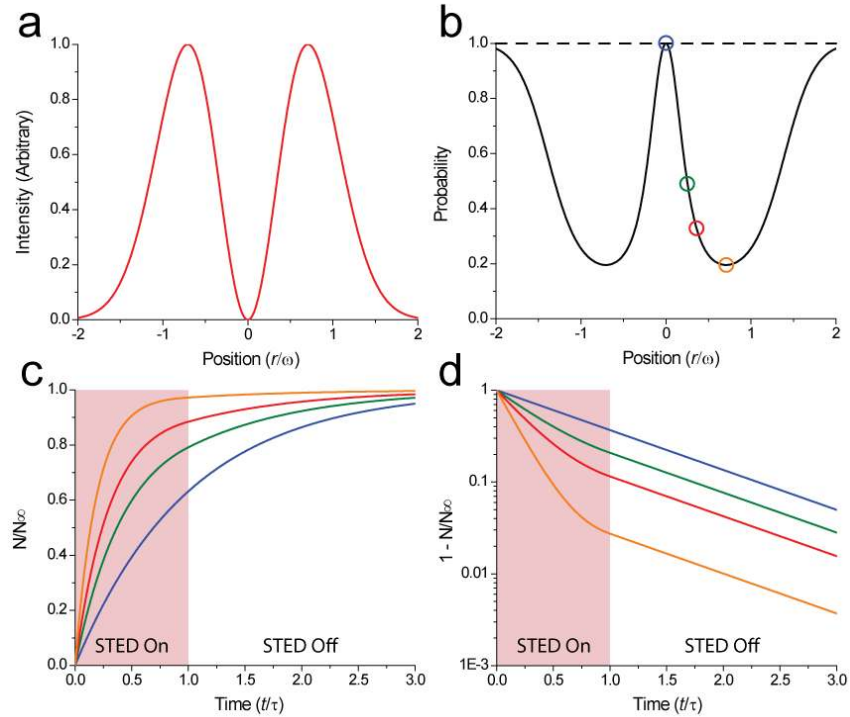 a
1.0
0.8
0.6
0.4
0.2
0.0
Intensity (Arbitrary)
-2 -1 0 1 2
Position (r/ω)
b
1.0
0.8
0.6
0.4
0.2
0.0
Probability
-2 -1 0 1 2
Position (r/ω)
c
1.0
0.8
0.6
0.4
0.2
0.0
N/N∞
STED On STED Off
0.0 0.5 1.0 1.5 2.0 2.5 3.0
Time (t/τ)
d
1
0.1
0.01
1E-3
1 - N/N∞
STED On STED Off
0.0 0.5 1.0 1.5 2.0 2.5 3.0
Time (t/τ)